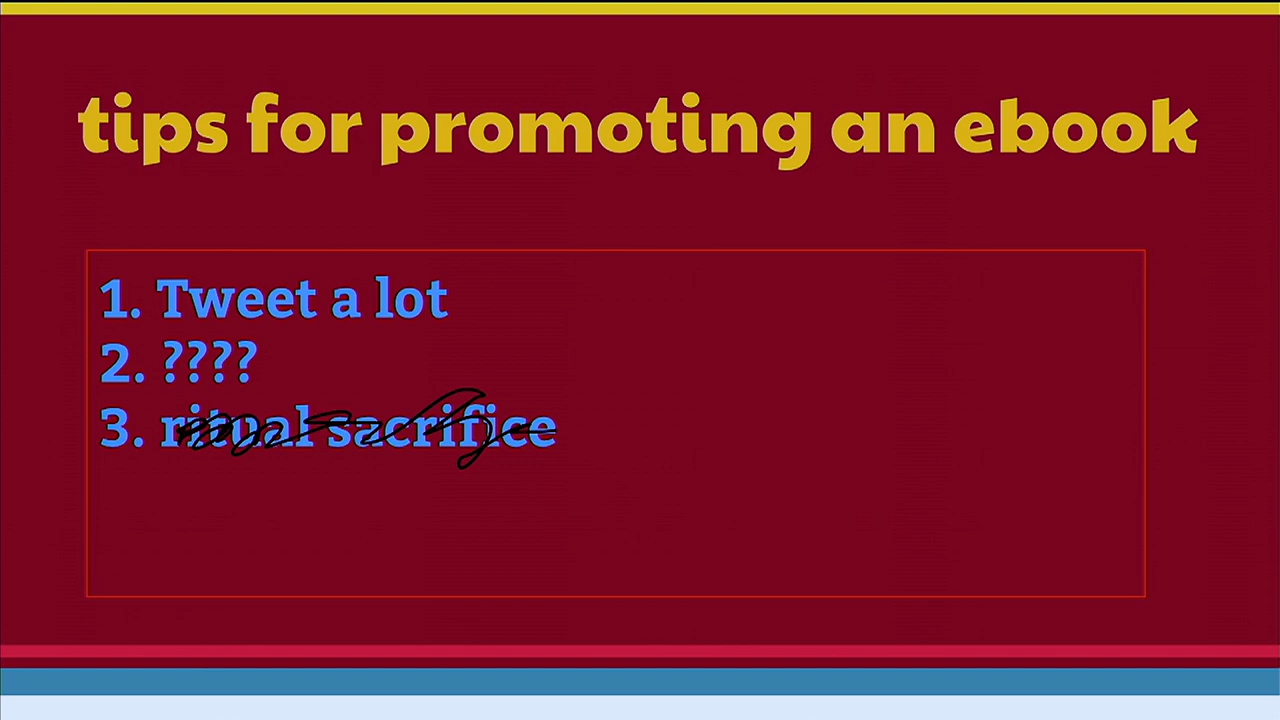 tips for promoting an ebook
1. Tweet a lot
2. ????
3. ritual sacrifice